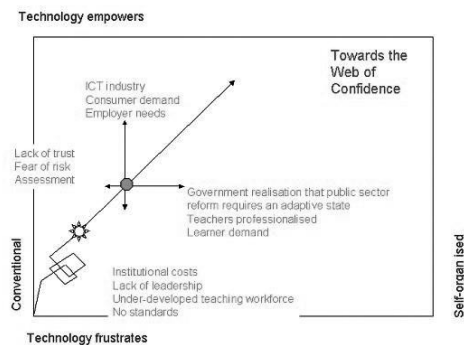 Technology empowers
Towards the
Web of
Confidence
ICT industry
Consumer demand
Employer needs
Lack of trust
Fear of risk
Assessment
Government realisation that public sector
reform requires an adaptive state
Teachers professionalised
Learner demand
Conventional
Self-organ ised
Institutional costs
Lack of leadership
Under-developed teaching workforce
No standards
Technology frustrates